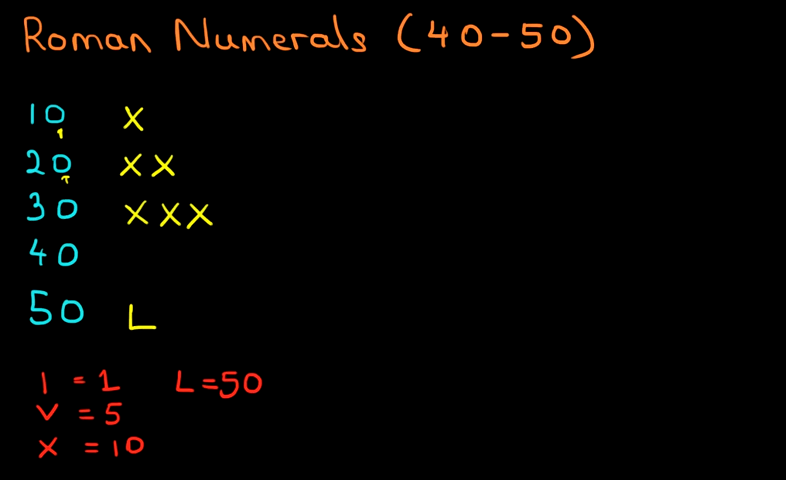 Roman Numerals (40-50)
10 X
20 XX
30 XXX
40
50 L
I = 1 L = 50
V = 5
X = 10